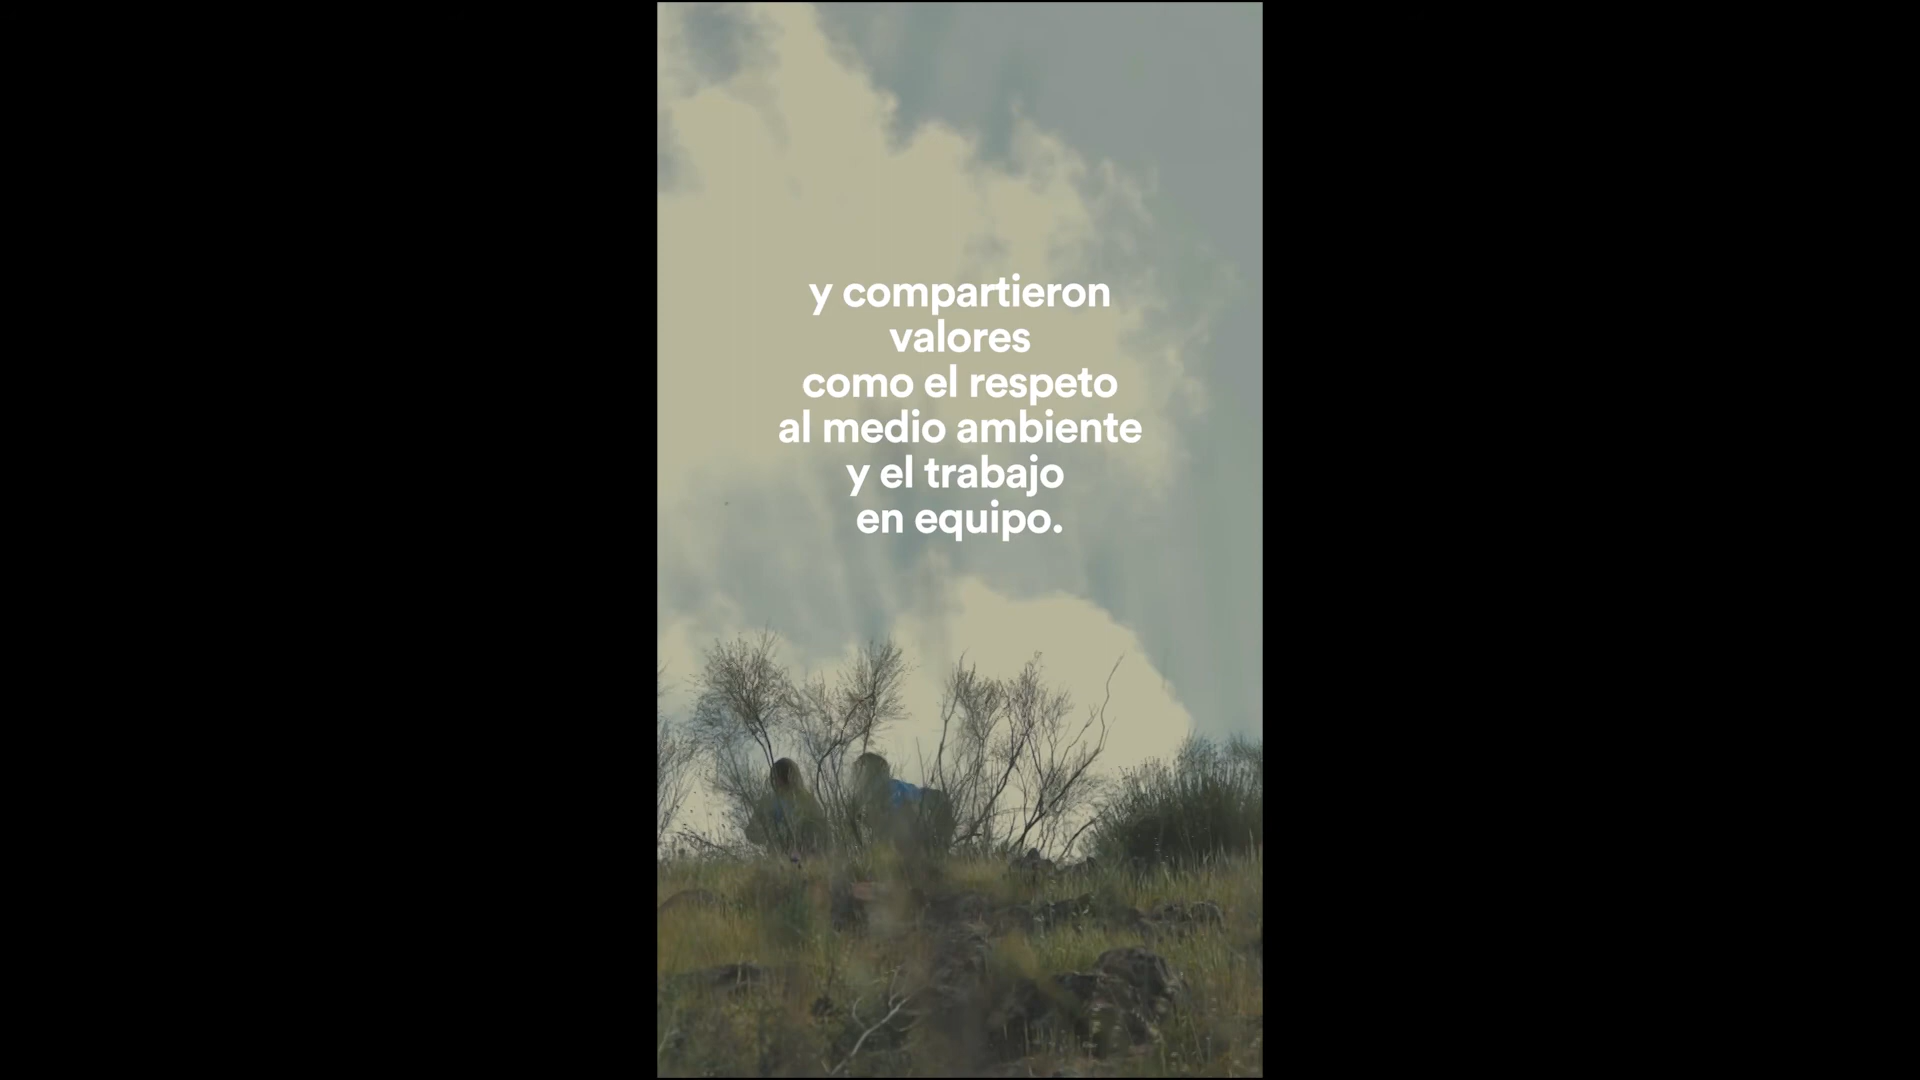 y compartieron
valores
como el respeto
al medio ambiente
y el trabajo
en equipo.